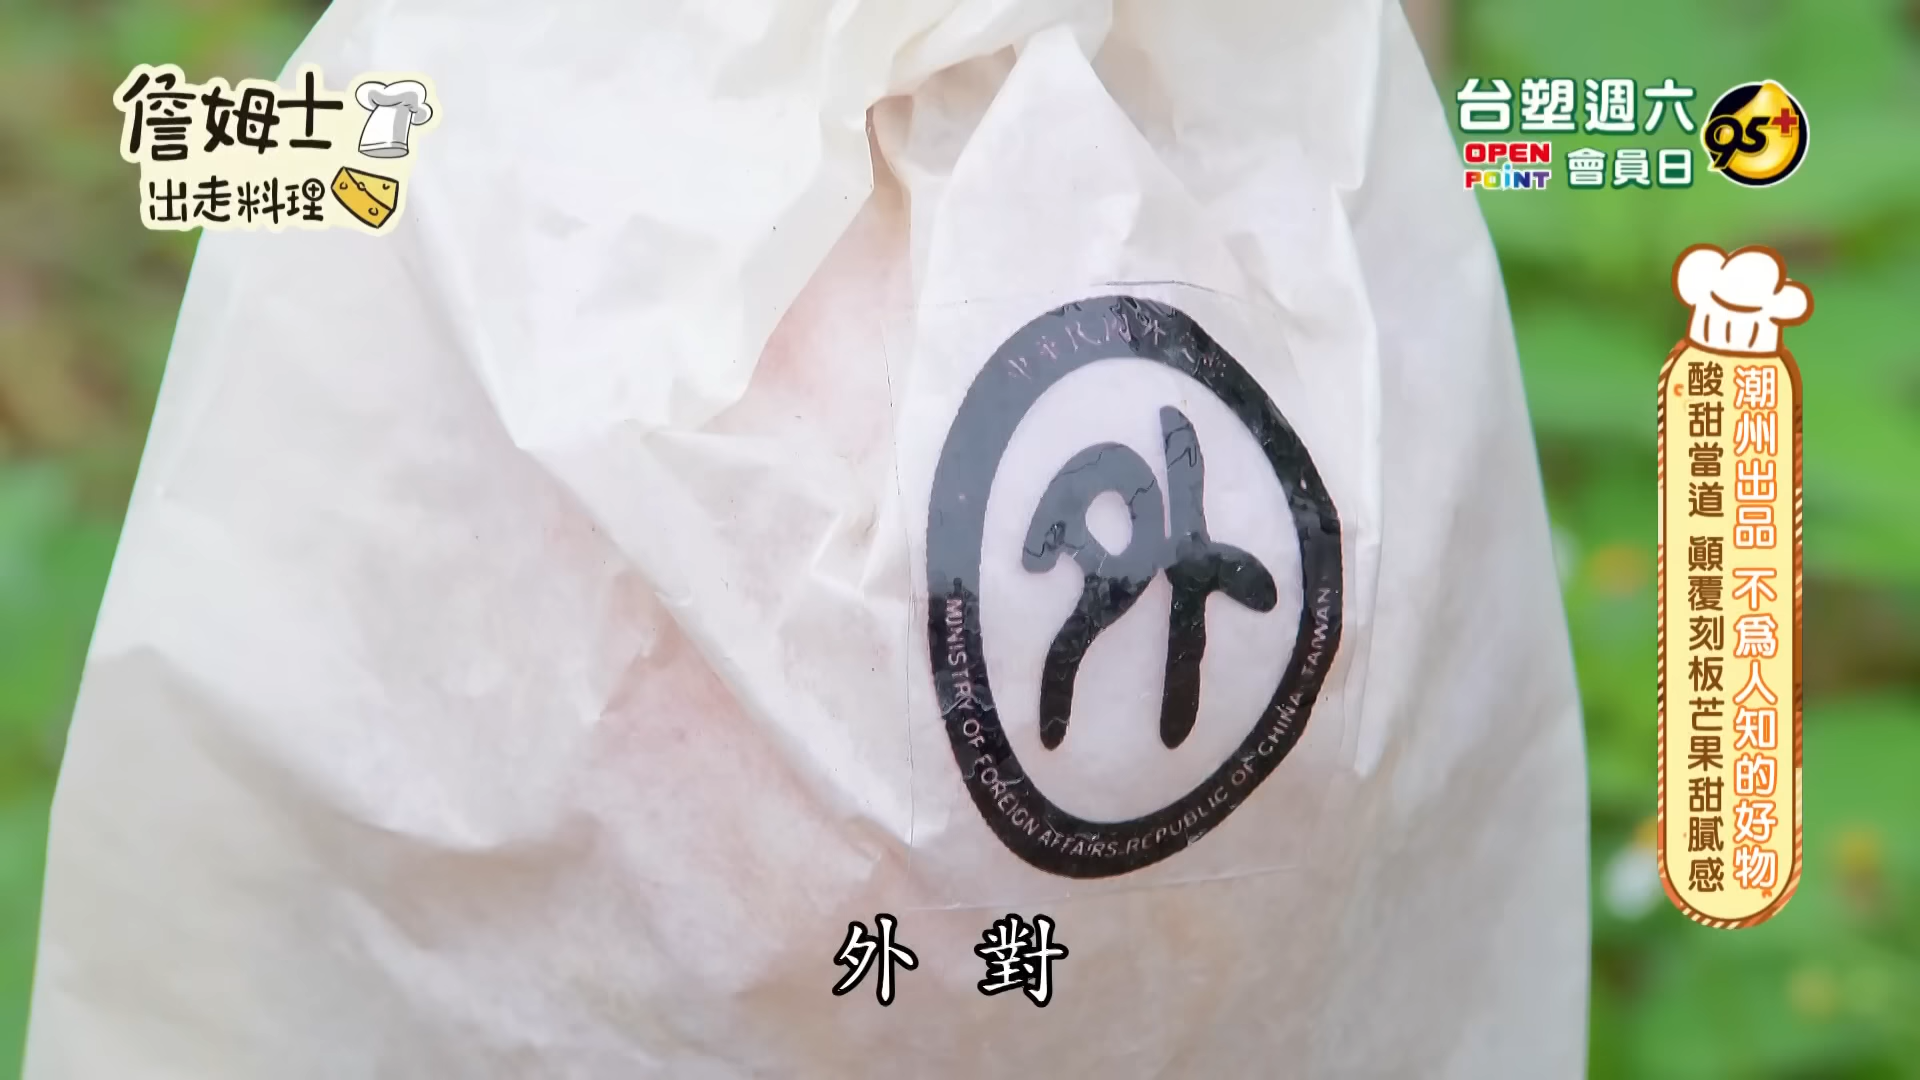 詹姆士
出走料理
台塑週六
OPEN POINT 會員日
95+
潮州出品 不為人知的好物
酸甜當道 顛覆刻板芒果甜膩感
外
MINISTRY OF FOREIGN AFFAIRS REPUBLIC OF CHINA TAIWAN
外 對